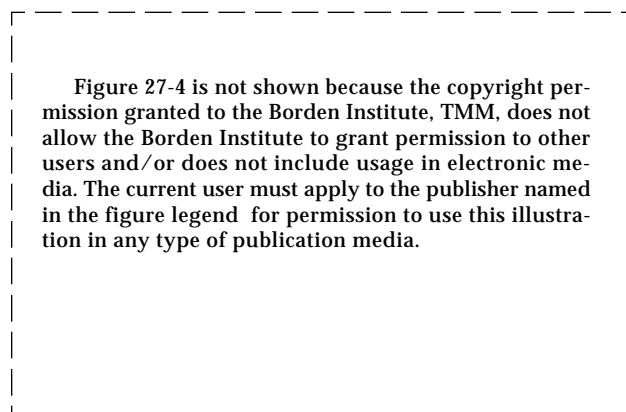 Figure 27-4 is not shown because the copyright per-
mission granted to the Borden Institute, TMM, does not
allow the Borden Institute to grant permission to other
users and/or does not include usage in electronic me-
dia. The current user must apply to the publisher named
in the figure legend for permission to use this illustra-
tion in any type of publication media.